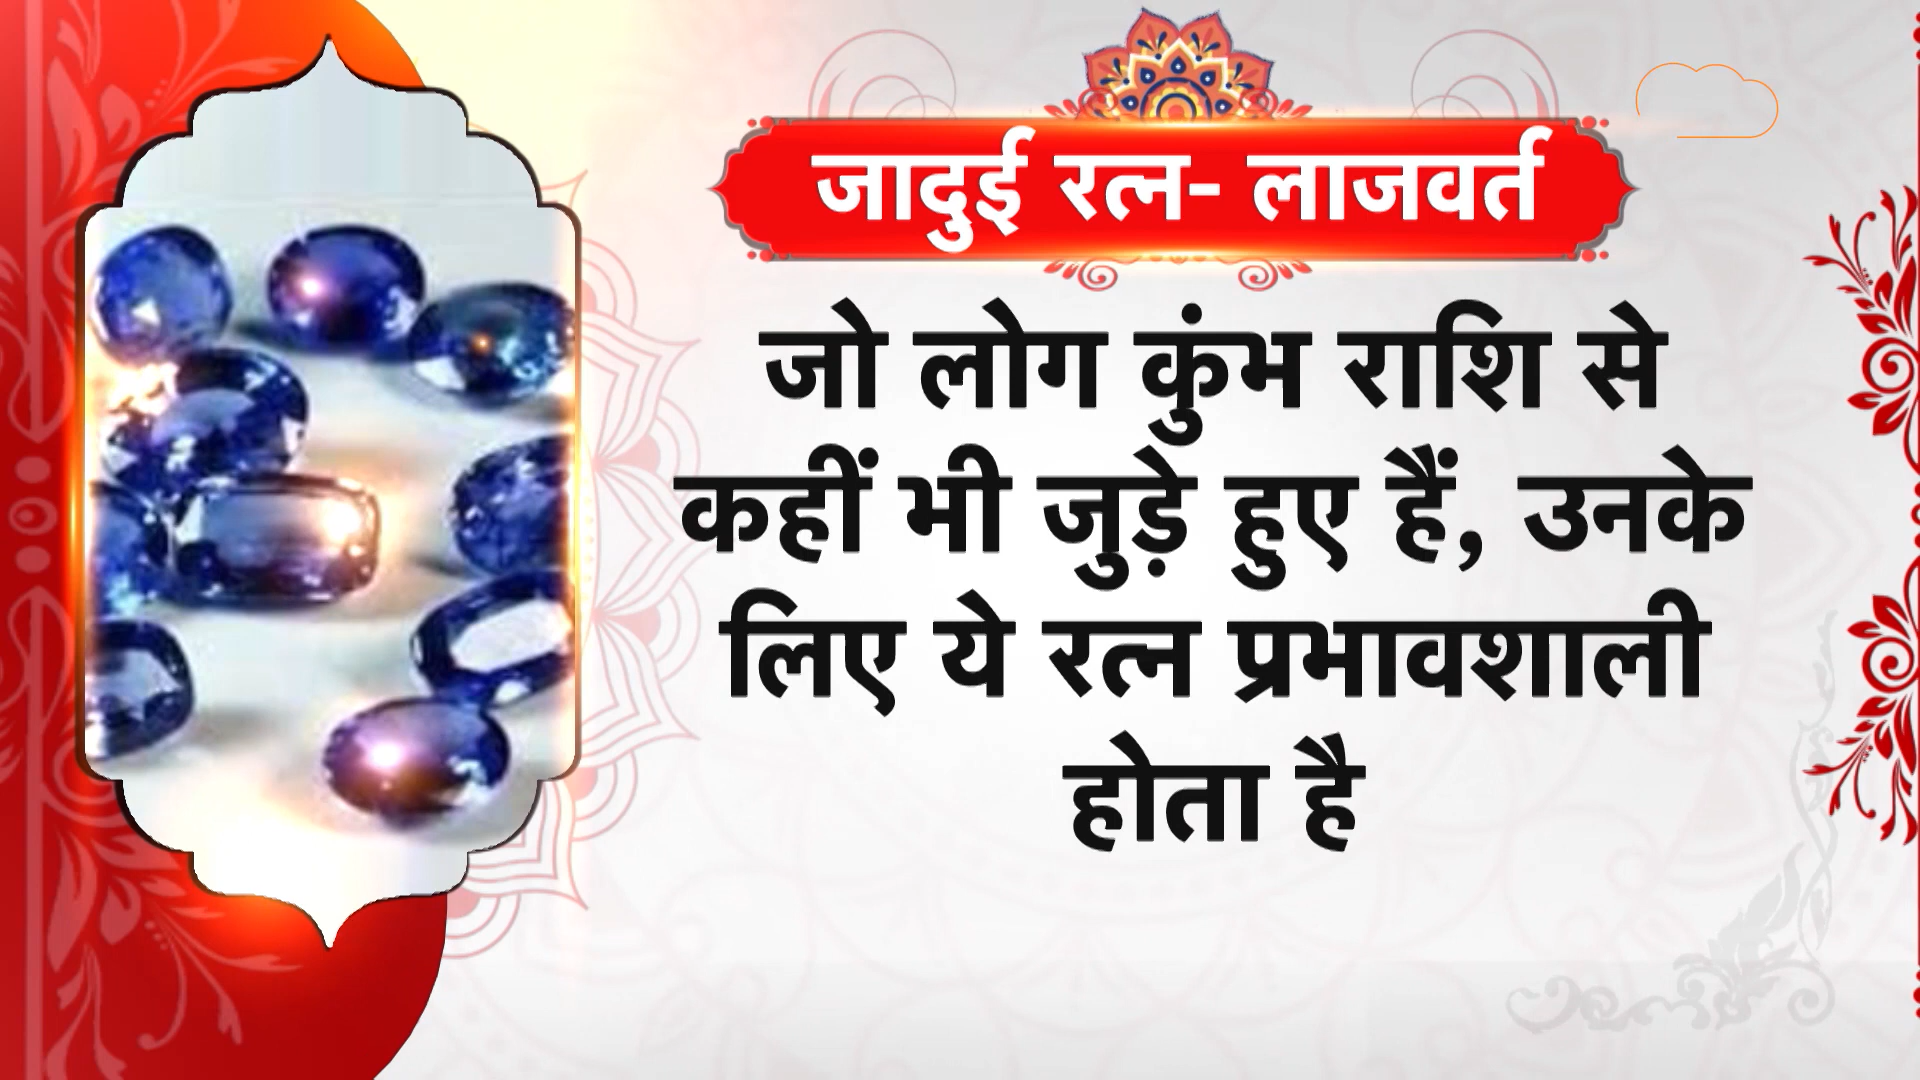 जादुई रत्न- लाजवर्त
जो लोग कुंभ राशि से
कहीं भी जुड़े हुए हैं, उनके
लिए ये रत्न प्रभावशाली
होता है